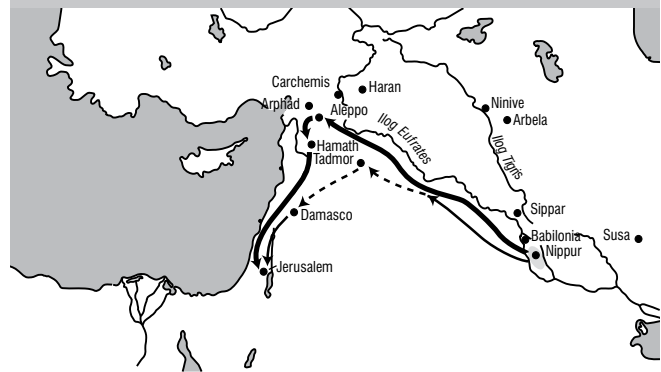 Carchemis
Haran
Arphad
Aleppo
Ninive
Arbela
Ilog Eufrates
Ilog Tigris
Hamath
Tadmor
Sippar
Damasco
Babilonia
Susa
Nippur
Jerusalem